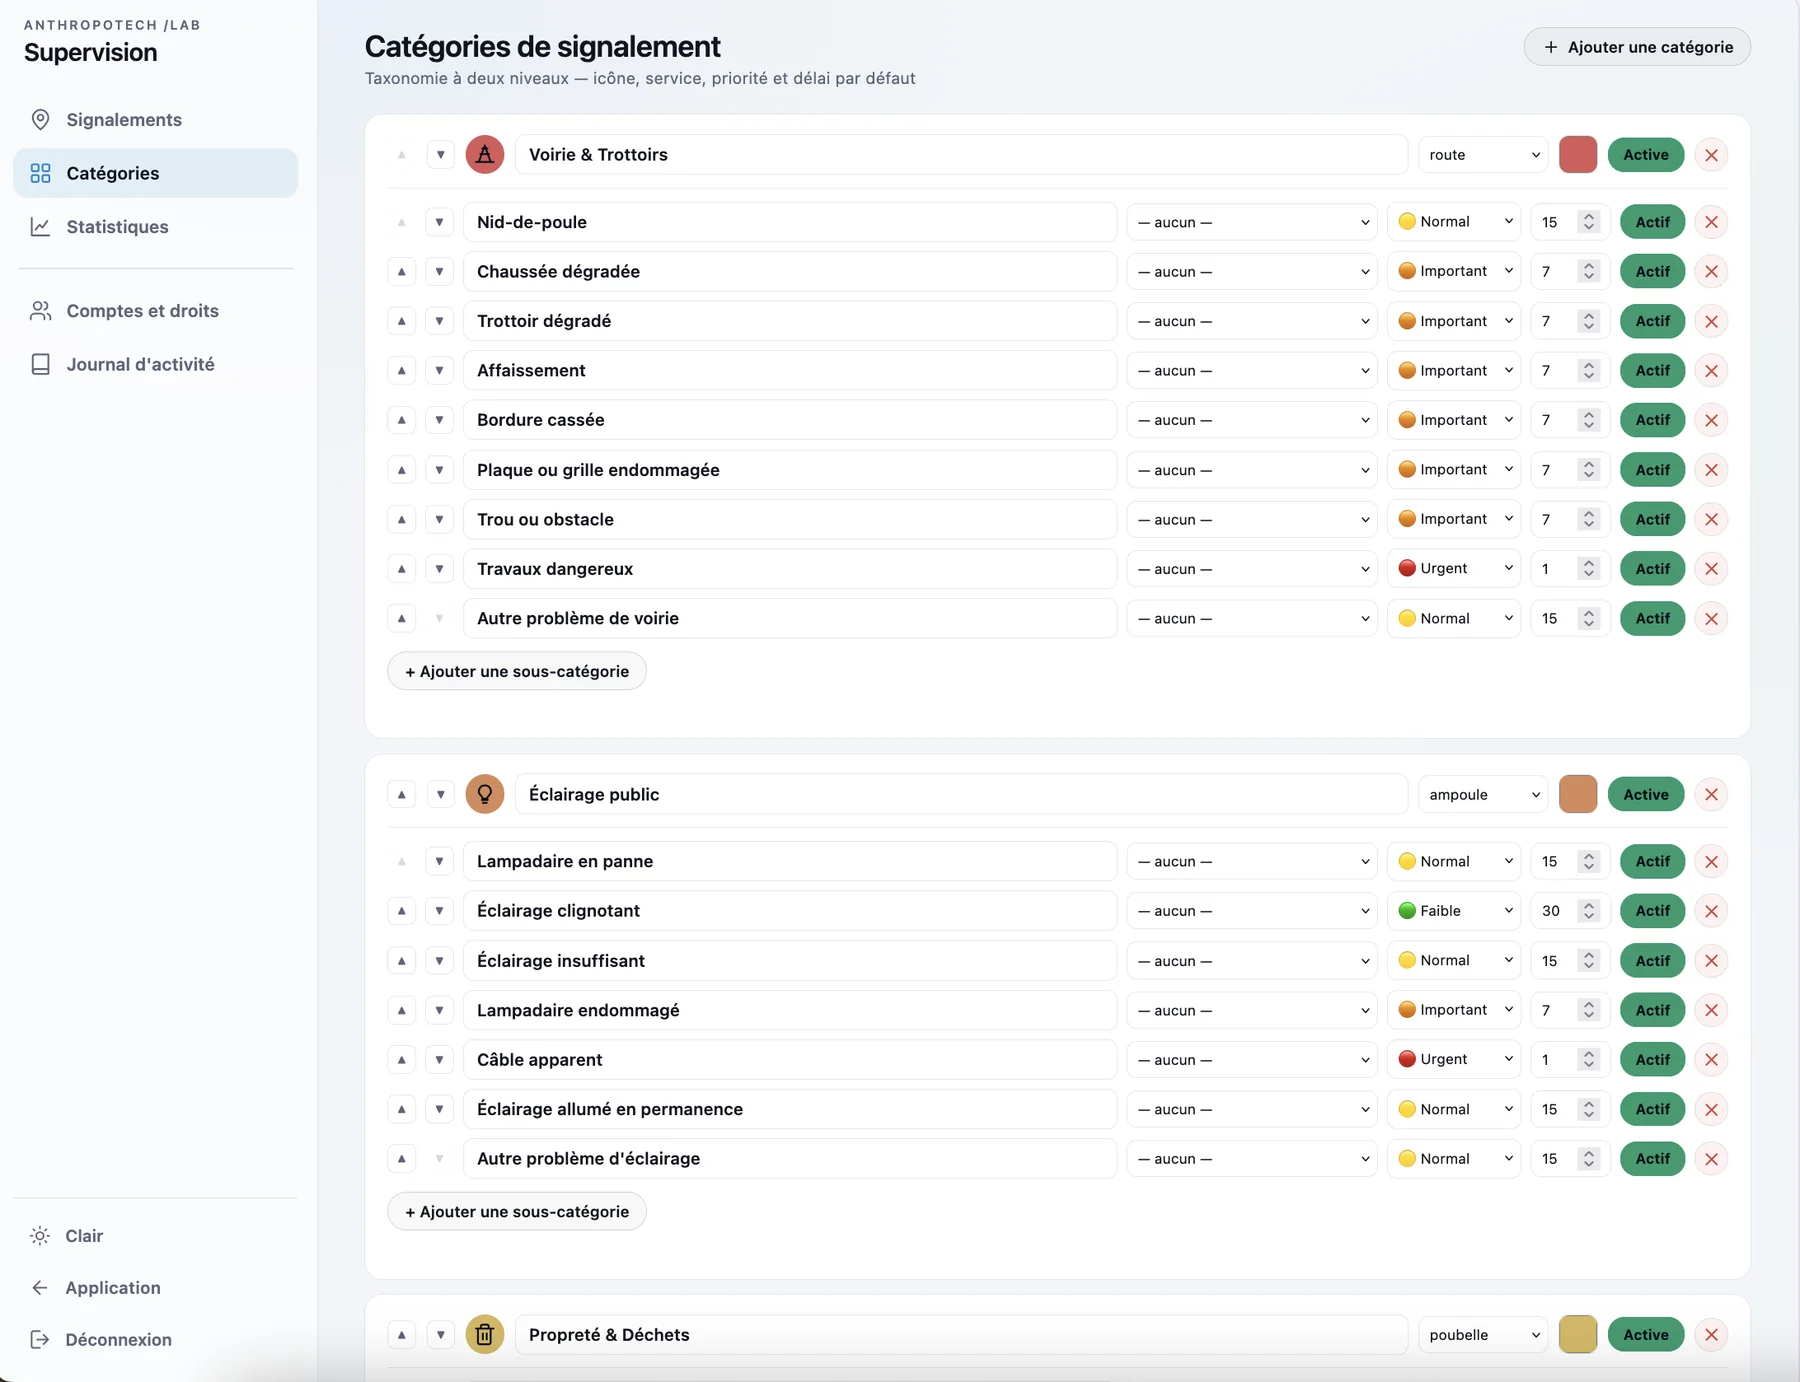 ANTHROPOTECH /LAB
Supervision
Signalements
Catégories
Statistiques
Comptes et droits
Journal d'activité
Clair
Application
Déconnexion
Catégories de signalement
+ Ajouter une catégorie
Taxonomie à deux niveaux — icône, service, priorité et délai par défaut
Voirie & Trottoirs route Active
Nid-de-poule — aucun — Normal 15 Actif
Chaussée dégradée — aucun — Important 7 Actif
Trottoir dégradé — aucun — Important 7 Actif
Affaissement — aucun — Important 7 Actif
Bordure cassée — aucun — Important 7 Actif
Plaque ou grille endommagée — aucun — Important 7 Actif
Trou ou obstacle — aucun — Important 7 Actif
Travaux dangereux — aucun — Urgent 1 Actif
Autre problème de voirie — aucun — Normal 15 Actif
+ Ajouter une sous-catégorie
Éclairage public ampoule Active
Lampadaire en panne — aucun — Normal 15 Actif
Éclairage clignotant — aucun — Faible 30 Actif
Éclairage insuffisant — aucun — Normal 15 Actif
Lampadaire endommagé — aucun — Important 7 Actif
Câble apparent — aucun — Urgent 1 Actif
Éclairage allumé en permanence — aucun — Normal 15 Actif
Autre problème d'éclairage — aucun — Normal 15 Actif
+ Ajouter une sous-catégorie
Propreté & Déchets poubelle Active